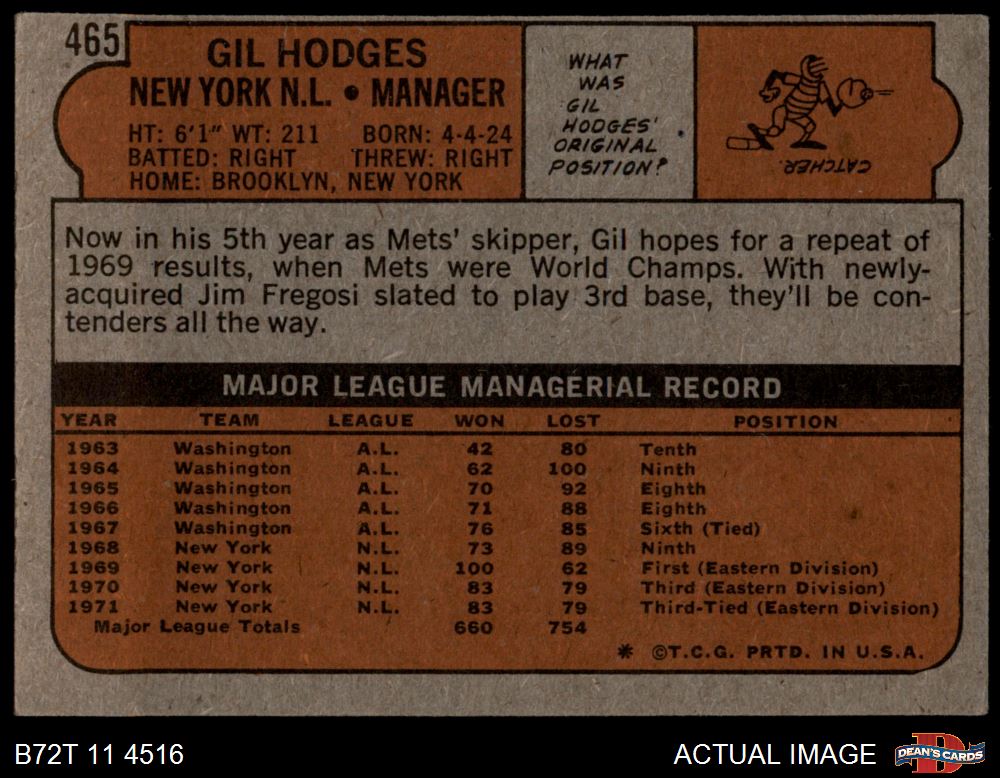 465
GIL HODGES
NEW YORK N.L. • MANAGER
HT: 6'1" WT: 211 BORN: 4-4-24
BATTED: RIGHT THREW: RIGHT
HOME: BROOKLYN, NEW YORK
WHAT
WAS
GIL
HODGES'
ORIGINAL
POSITION?
CATCHER.
Now in his 5th year as Mets' skipper, Gil hopes for a repeat of
1969 results, when Mets were World Champs. With newly-
acquired Jim Fregosi slated to play 3rd base, they'll be con-
tenders all the way.
MAJOR LEAGUE MANAGERIAL RECORD
YEAR TEAM LEAGUE WON LOST POSITION
1963 Washington A.L. 42 80 Tenth
1964 Washington A.L. 62 100 Ninth
1965 Washington A.L. 70 92 Eighth
1966 Washington A.L. 71 88 Eighth
1967 Washington A.L. 76 85 Sixth (Tied)
1968 New York N.L. 73 89 Ninth
1969 New York N.L. 100 62 First (Eastern Division)
1970 New York N.L. 83 79 Third (Eastern Division)
1971 New York N.L. 83 79 Third-Tied (Eastern Division)
Major League Totals 660 754
* ©T.C.G. PRTD. IN U.S.A.
B72T 11 4516
ACTUAL IMAGE
D
DEAN'S CARDS